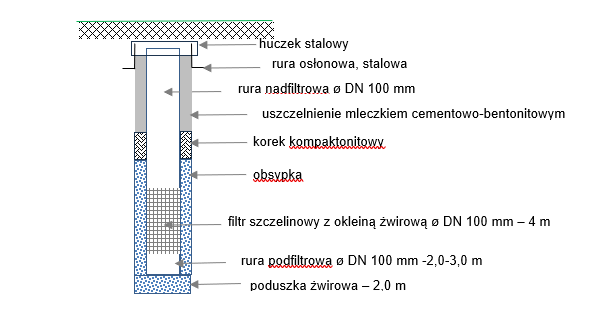 huczek stalowy
rura osłonowa, stalowa
rura nadfiltrowa ø DN 100 mm
uszczelnienie mleczkiem cementowo-bentonitowym
korek kompaktonitowy
obsypka
filtr szczelinowy z okleiną żwirową ø DN 100 mm – 4 m
rura podfiltrowa ø DN 100 mm -2,0-3,0 m
poduszka żwirowa – 2,0 m